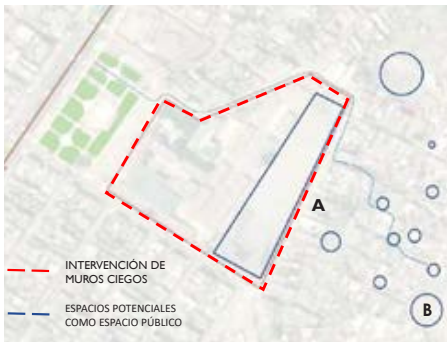 A
B
INTERVENCIÓN DE
MUROS CIEGOS
ESPACIOS POTENCIALES
COMO ESPACIO PÚBLICO